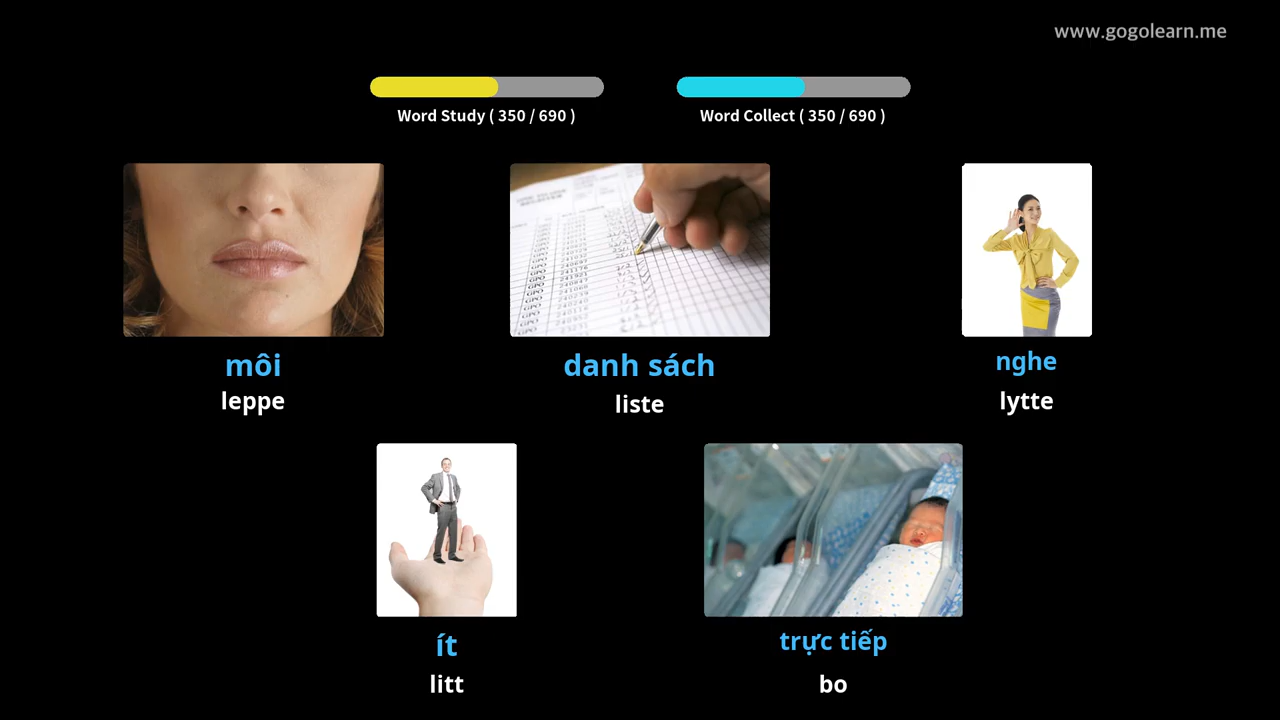 www.gogolearn.me
Word Study ( 350 / 690 )
Word Collect ( 350 / 690 )
môi
leppe
danh sách
liste
nghe
lytte
ít
litt
trực tiếp
bo